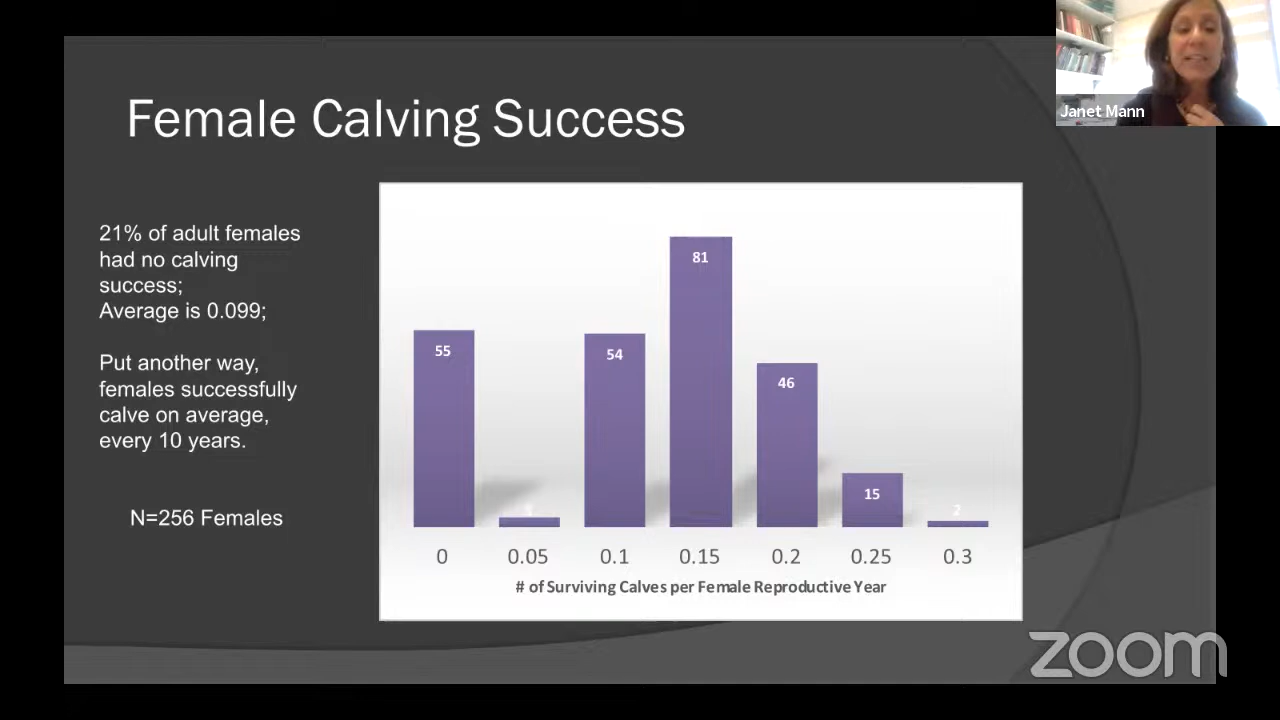 Janet Mann
Female Calving Success
21% of adult females
had no calving
success;
Average is 0.099;
Put another way,
females successfully
calve on average,
every 10 years.
N=256 Females
55
54
81
46
15
2
0 0.05 0.1 0.15 0.2 0.25 0.3
# of Surviving Calves per Female Reproductive Year
zoom